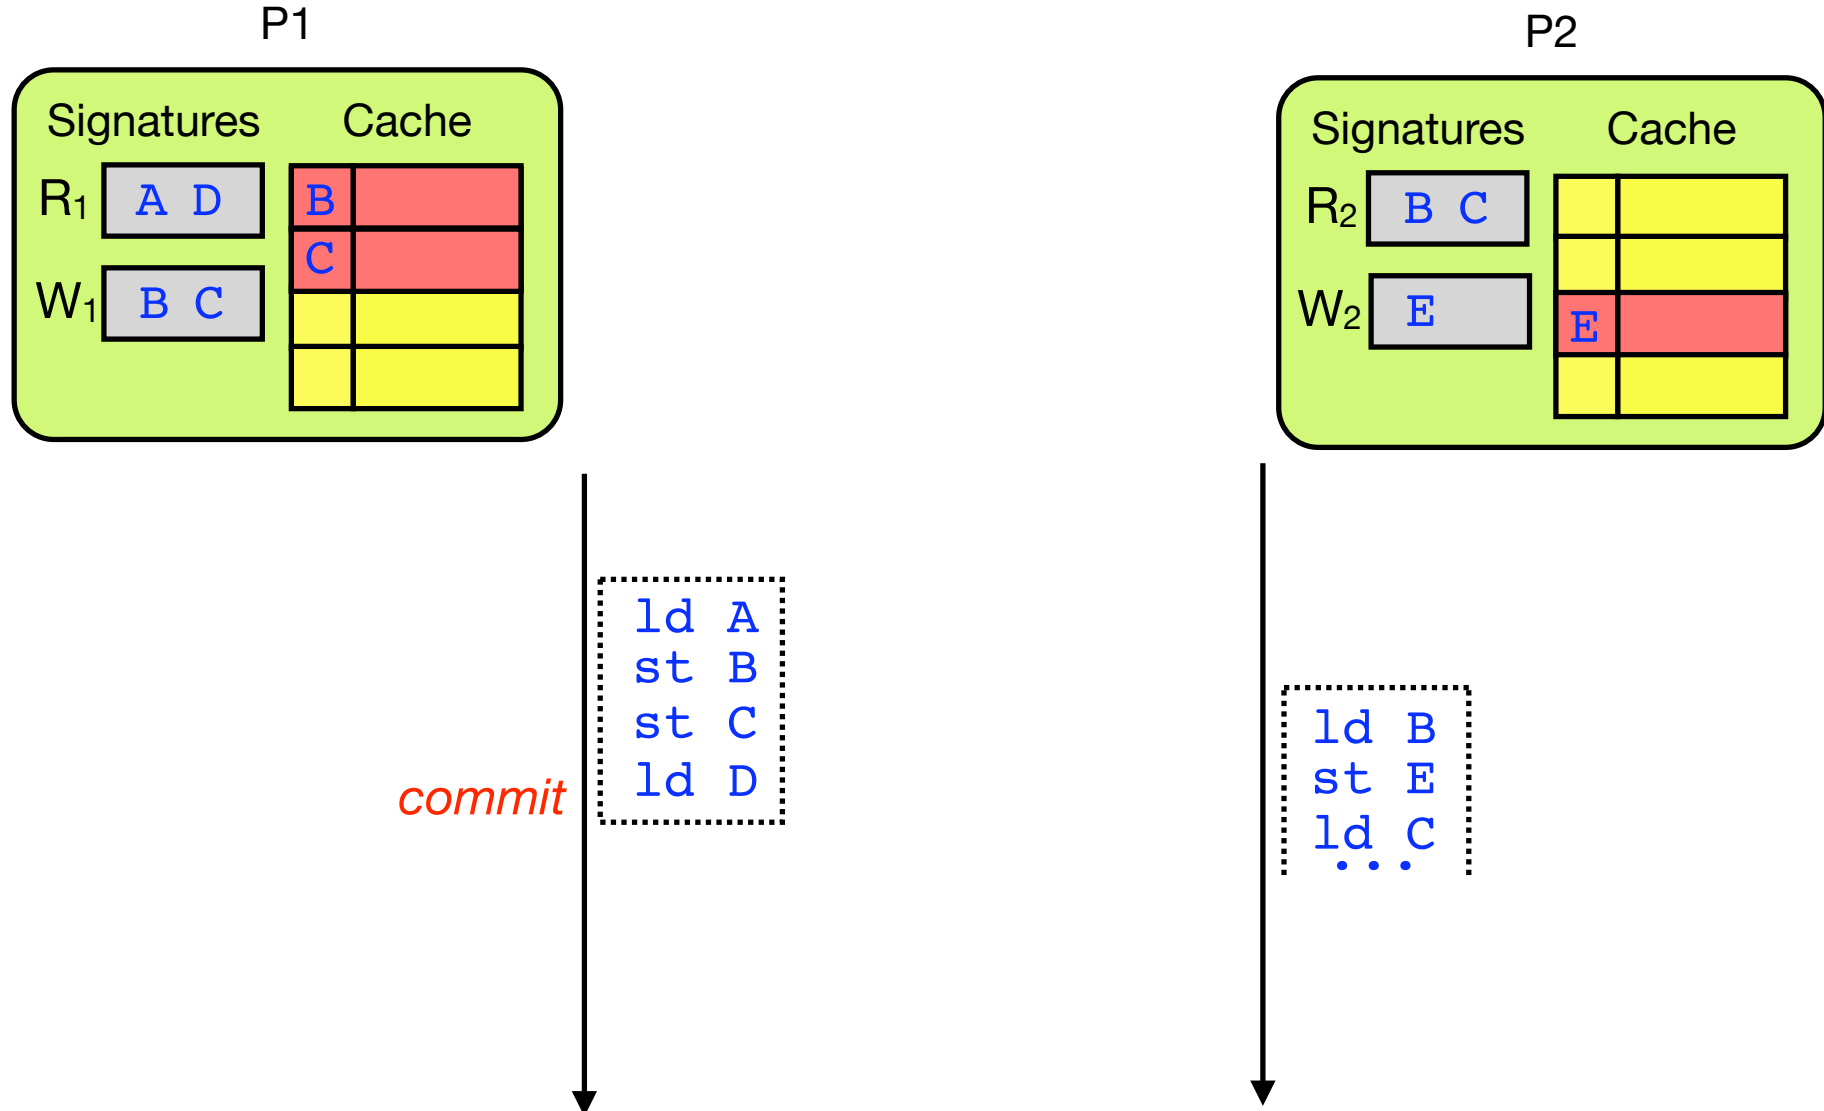 P1
Signatures Cache
R1 A D
B
C
W1 B C
P2
Signatures Cache
R2 B C
W2 E
E
ld A
st B
st C
ld D
commit
ld B
st E
ld C
...